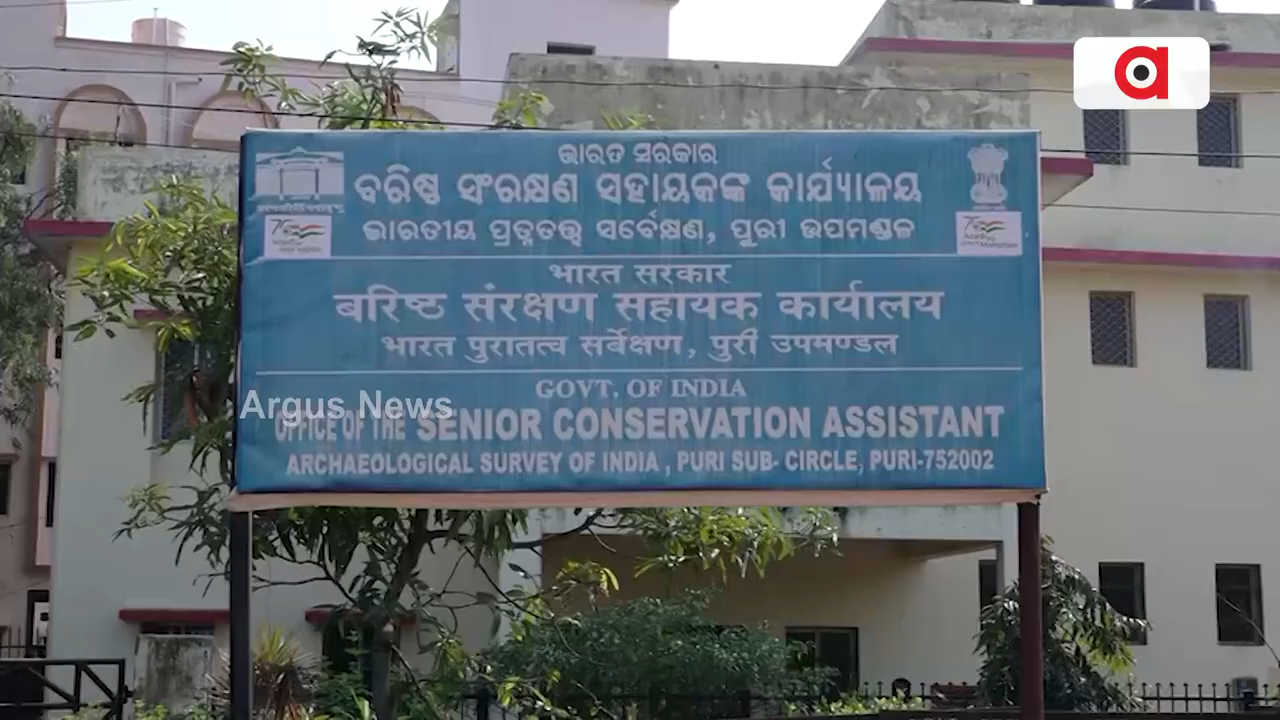 ଭାରତ ସରକାର
ବରିଷ୍ଠ ସଂରକ୍ଷଣ ସହାୟକଙ୍କ କାର୍ଯ୍ୟାଳୟ
ଭାରତୀୟ ପ୍ରତ୍ନତତ୍ତ୍ୱ ସର୍ବେକ୍ଷଣ, ପୁରୀ ଉପମଣ୍ଡଳ
भारत सरकार
बरिष्ठ संरक्षण सहायक कार्यालय
भारत पुरातत्व सर्वेक्षण, पुरी उपमण्डल
GOVT. OF INDIA
Argus News
OFFICE OF THE SENIOR CONSERVATION ASSISTANT
ARCHAEOLOGICAL SURVEY OF INDIA , PURI SUB- CIRCLE, PURI-752002